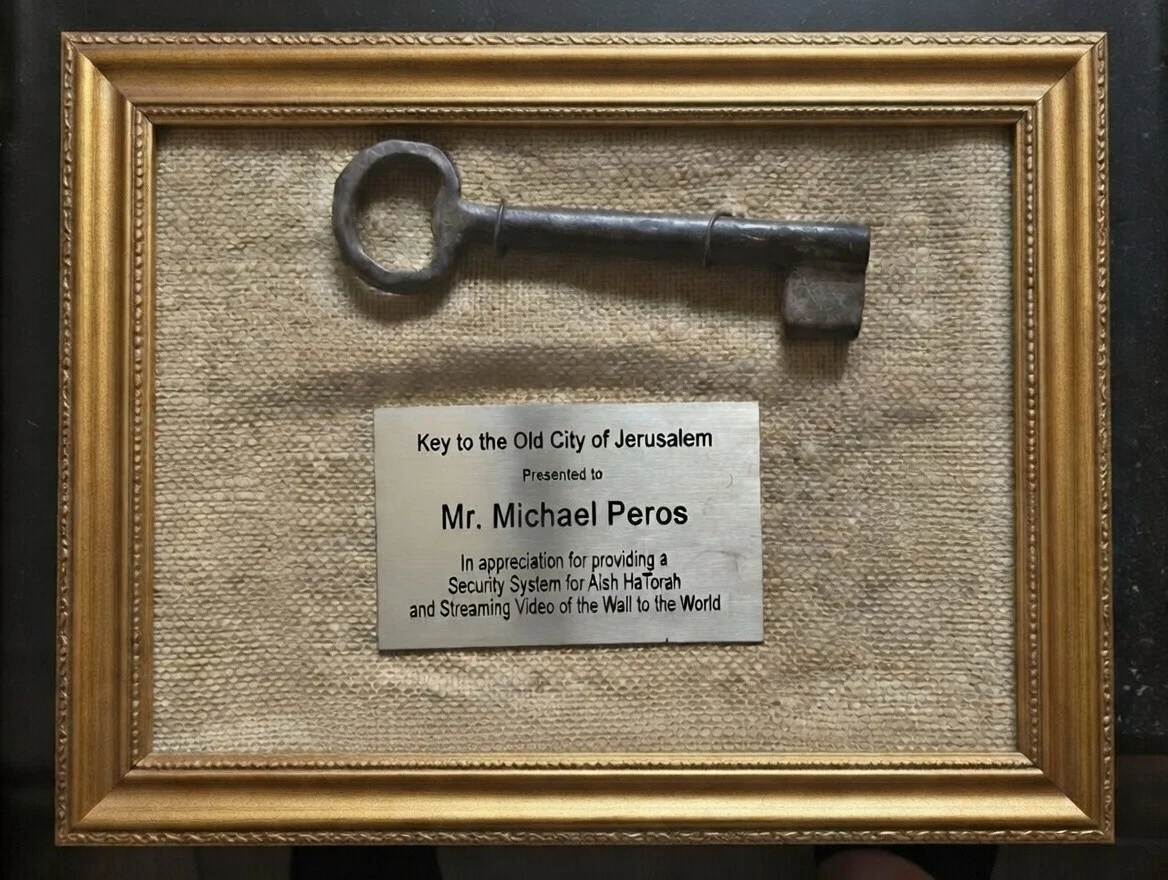 Key to the Old City of Jerusalem
Presented to
Mr. Michael Peros
In appreciation for providing a
Security System for Aish HaTorah
and Streaming Video of the Wall to the World